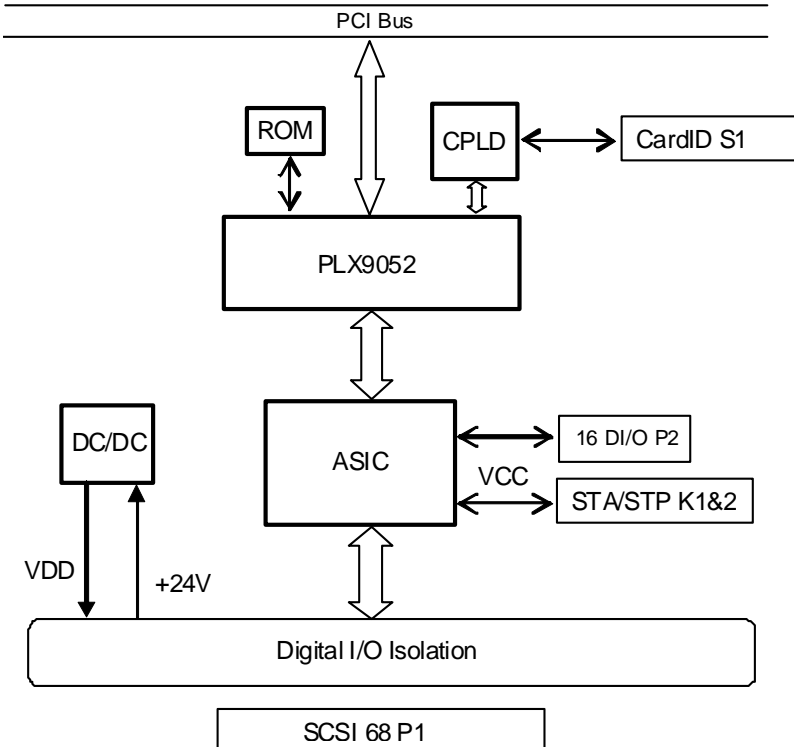 PCI Bus
ROM
CPLD
CardID S1
PLX9052
DC/DC
ASIC
16 DI/O P2
VCC
STA/STP K1&2
VDD
+24V
Digital I/O Isolation
SCSI 68 P1